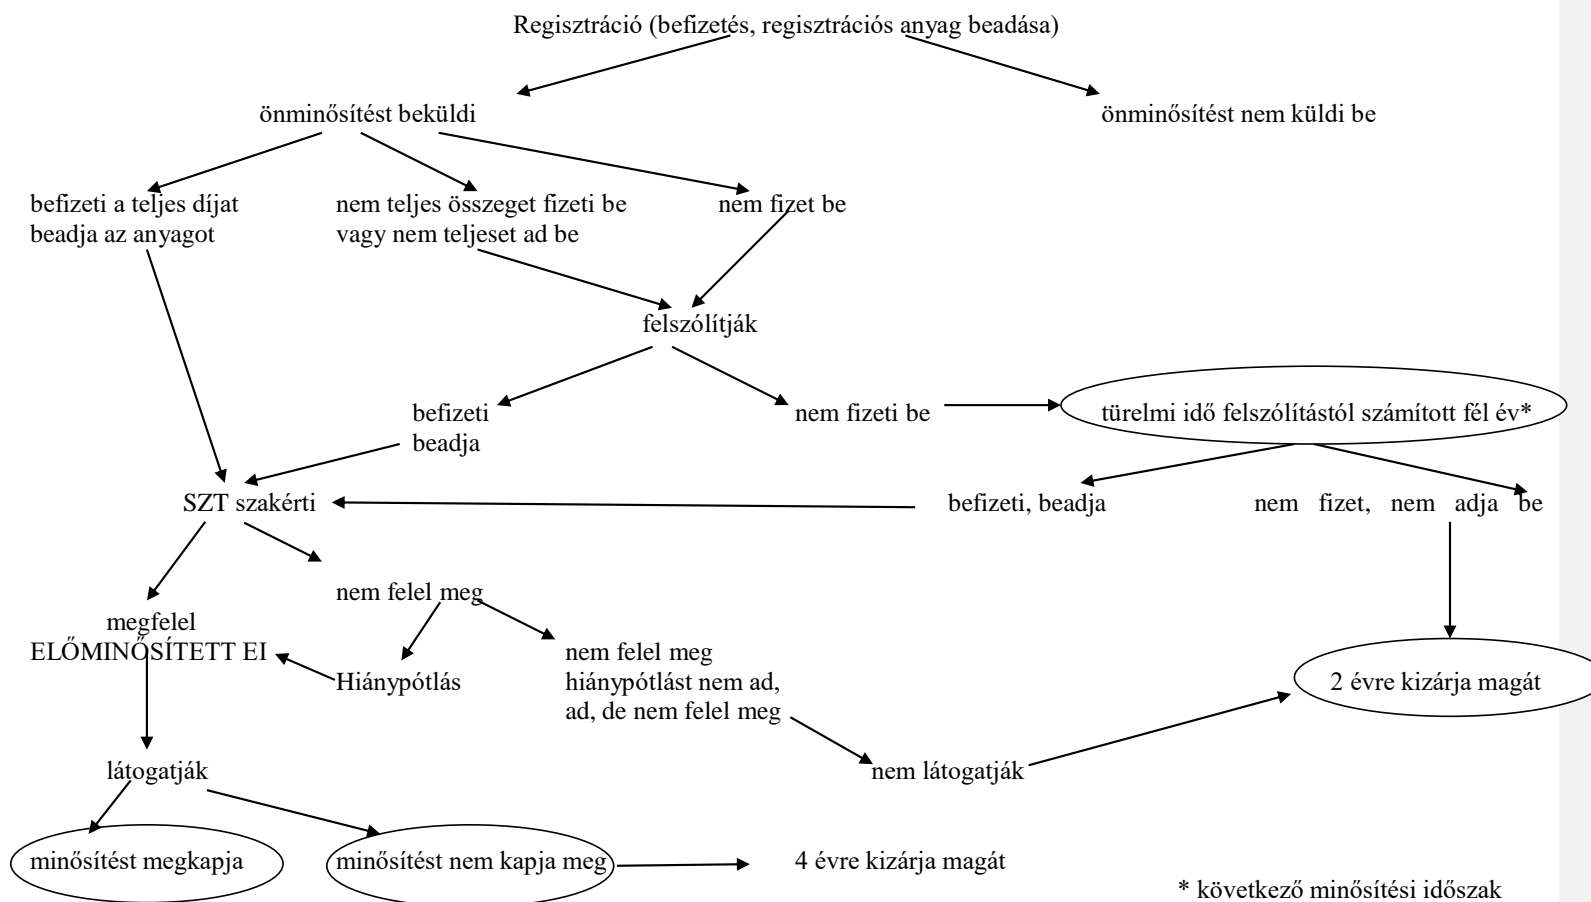 Regisztráció (befizetés, regisztrációs anyag beadása)
önminősítést beküldi
önminősítést nem küldi be
befizeti a teljes díjat
beadja az anyagot
nem teljes összeget fizeti be
vagy nem teljeset ad be
nem fizet be
felszólítják
befizeti
beadja
nem fizeti be
türelmi idő felszólítástól számított fél év*
SZT szakérti
befizeti, beadja
nem fizet, nem adja be
nem felel meg
megfelel
ELŐMINŐSÍTETT EI
Hiánypótlás
nem felel meg
hiánypótlást nem ad,
ad, de nem felel meg
2 évre kizárja magát
látogatják
nem látogatják
minősítést megkapja
minősítést nem kapja meg
4 évre kizárja magát
* következő minősítési időszak